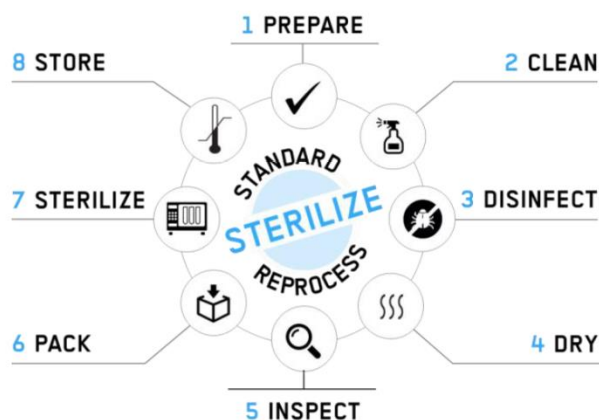 1 PREPARE
2 CLEAN
3 DISINFECT
4 DRY
5 INSPECT
6 PACK
7 STERILIZE
8 STORE
STANDARD
STERILIZE
REPROCESS